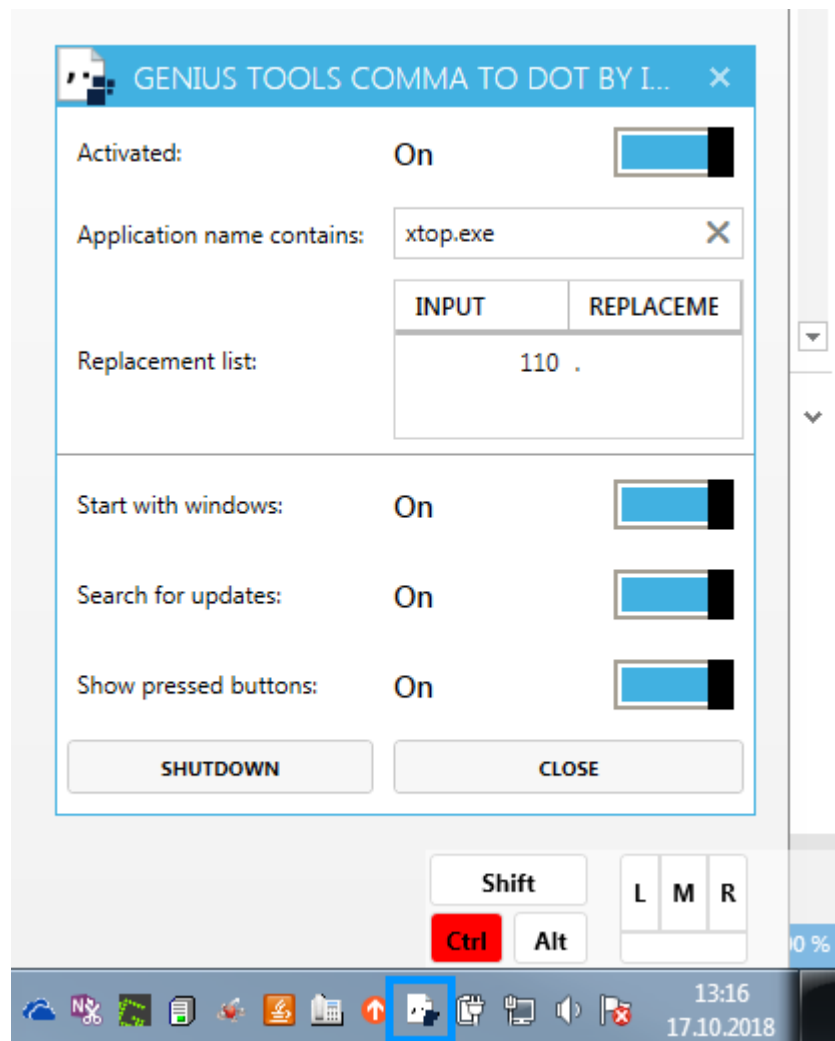 GENIUS TOOLS COMMA TO DOT BY I...
Activated: On
Application name contains: xtop.exe
INPUT REPLACEME
Replacement list: 110 .
Start with windows: On
Search for updates: On
Show pressed buttons: On
SHUTDOWN CLOSE
Shift
L M R
Ctrl Alt
00 %
13:16
17.10.2018